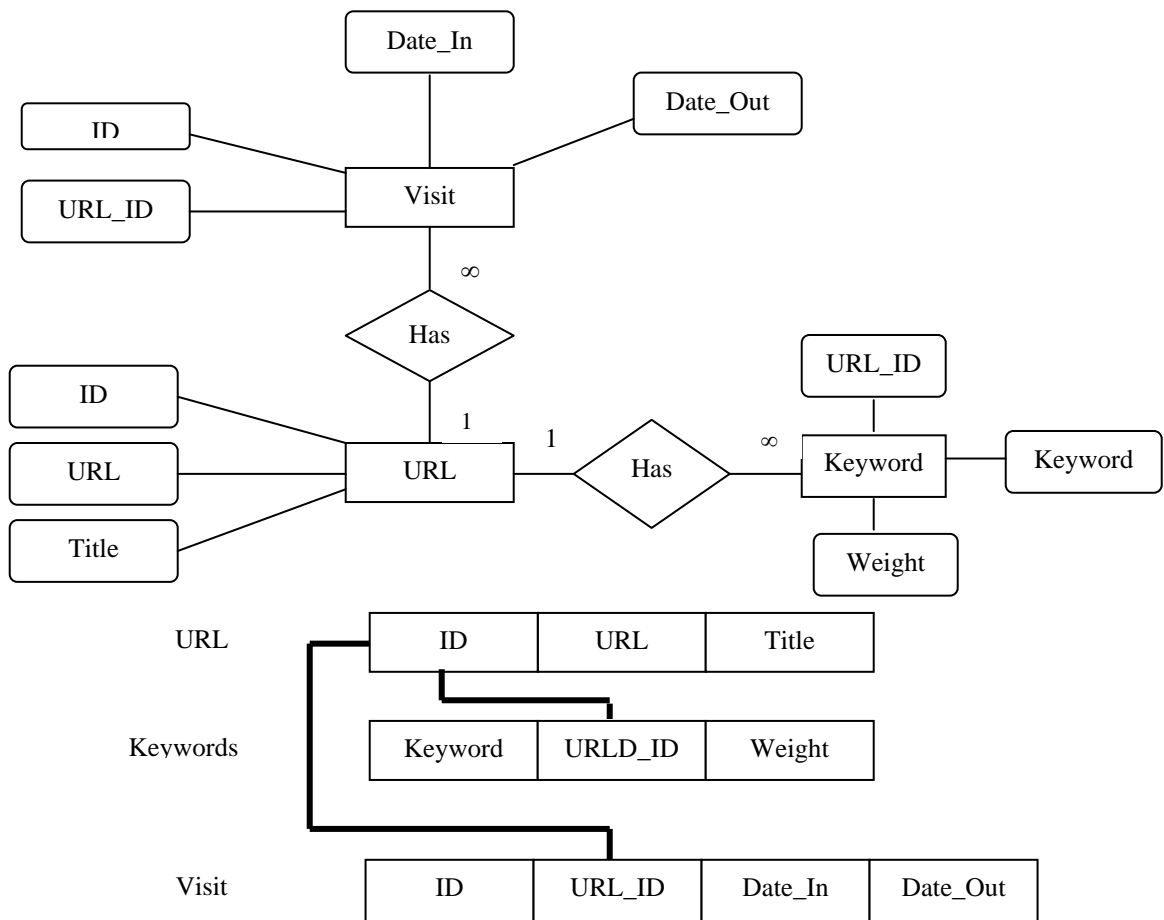 Date_In
Date_Out
ID
URL_ID
Visit
∞
Has
1
ID
URL
Title
URL
1
Has
∞
URL_ID
Keyword
Keyword
Weight
URL ID URL Title
Keywords Keyword URLD_ID Weight
Visit ID URL_ID Date_In Date_Out